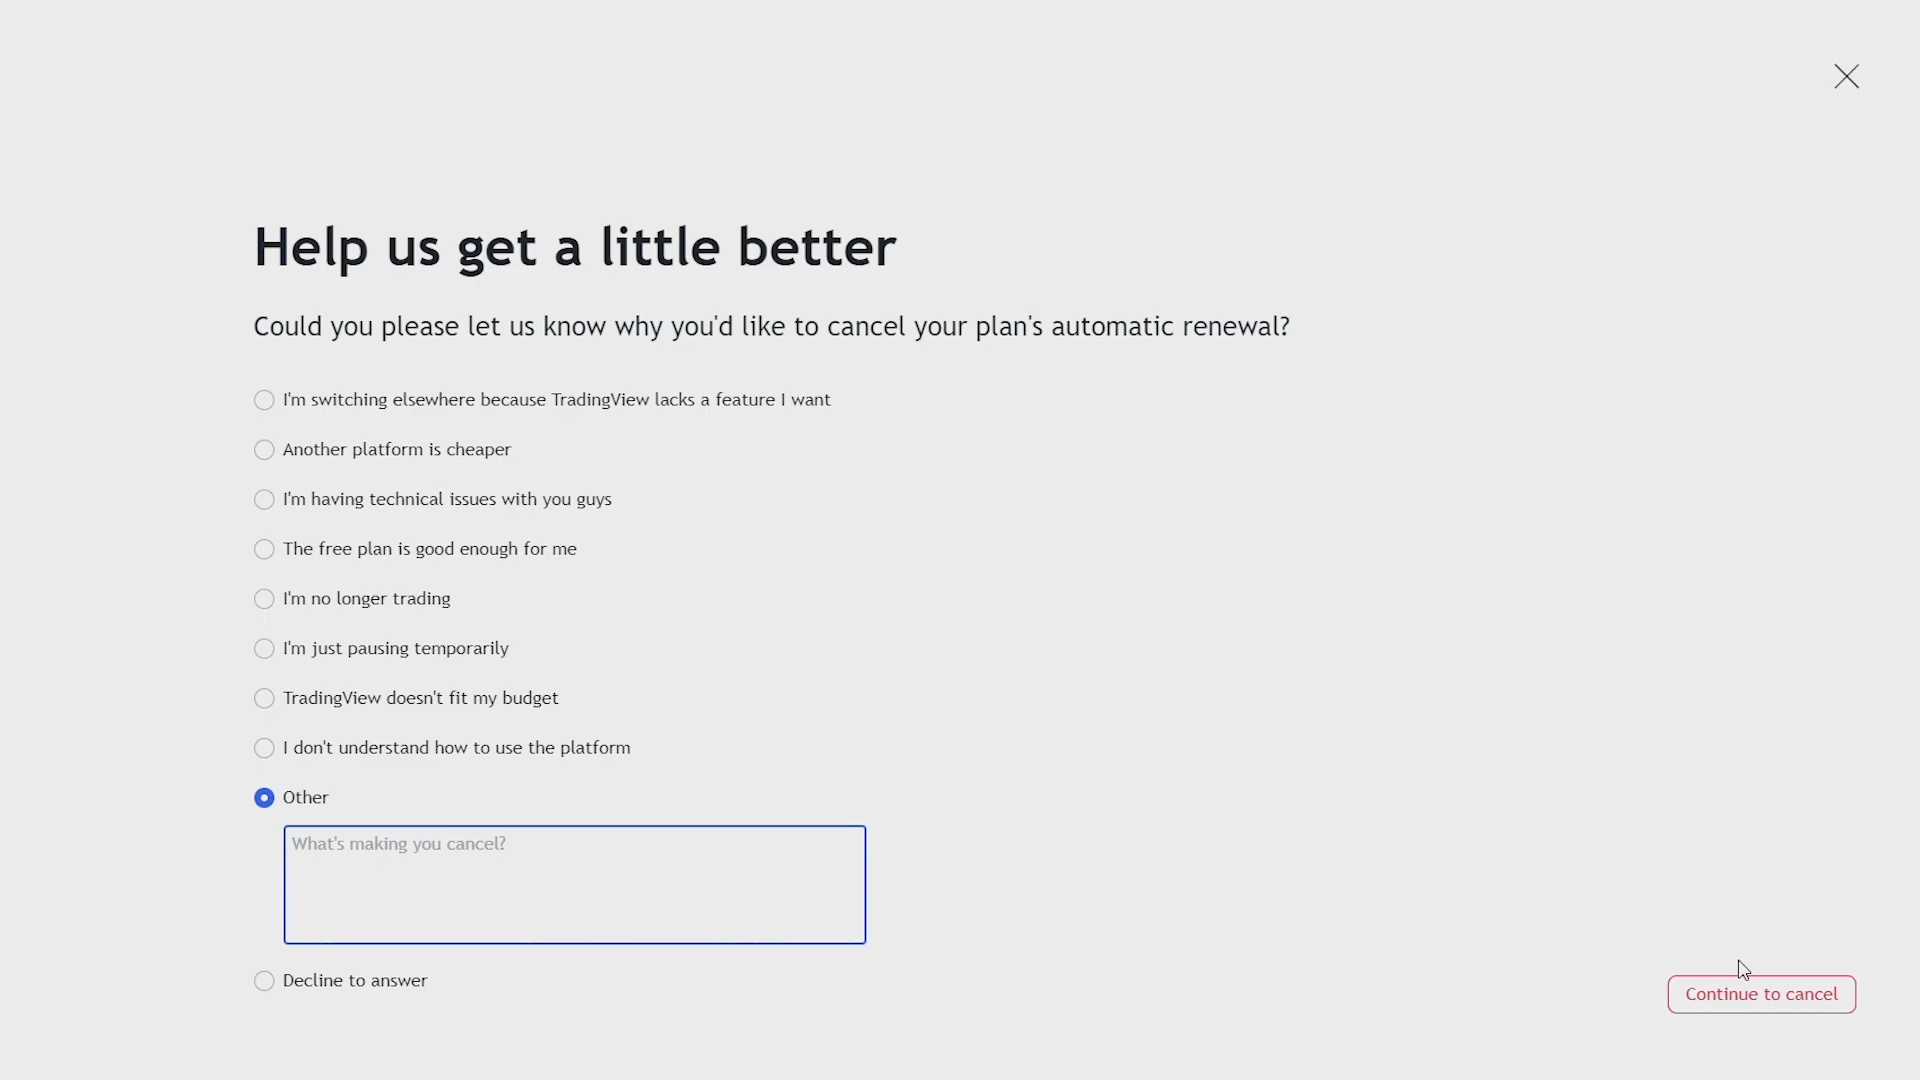 Help us get a little better
Could you please let us know why you'd like to cancel your plan's automatic renewal?
I'm switching elsewhere because TradingView lacks a feature I want
Another platform is cheaper
I'm having technical issues with you guys
The free plan is good enough for me
I'm no longer trading
I'm just pausing temporarily
TradingView doesn't fit my budget
I don't understand how to use the platform
Other
What's making you cancel?
Decline to answer
Continue to cancel